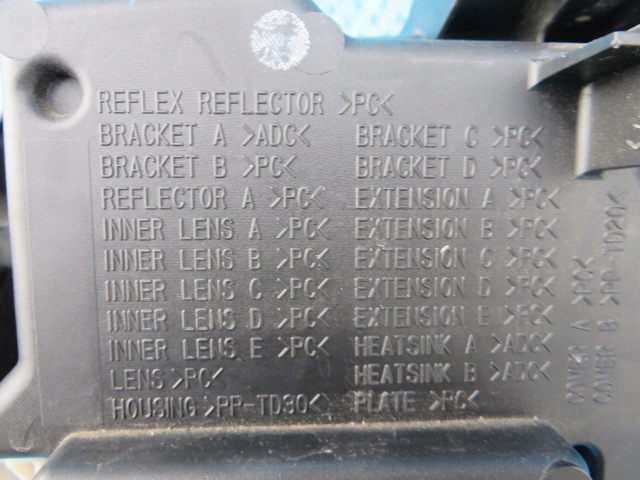 REFLEX REFLECTOR >PC<
BRACKET A >ADC<
BRACKET B >PC<
REFLECTOR A >PC<
INNER LENS A >PC<
INNER LENS B >PC<
INNER LENS C >PC<
INNER LENS D >PC<
INNER LENS E >PC<
LENS >PC<
HOUSING >PP-TD30<
BRACKET C >PC<
BRACKET D >PC<
EXTENSION A >PC<
EXTENSION B >PC<
EXTENSION C >PC<
EXTENSION D >PC<
EXTENSION E >PC<
HEATSINK A >ADC<
HEATSINK B >ADC<
PLATE >PC<
COVER A >PC<
COVER B >PP-TD20<